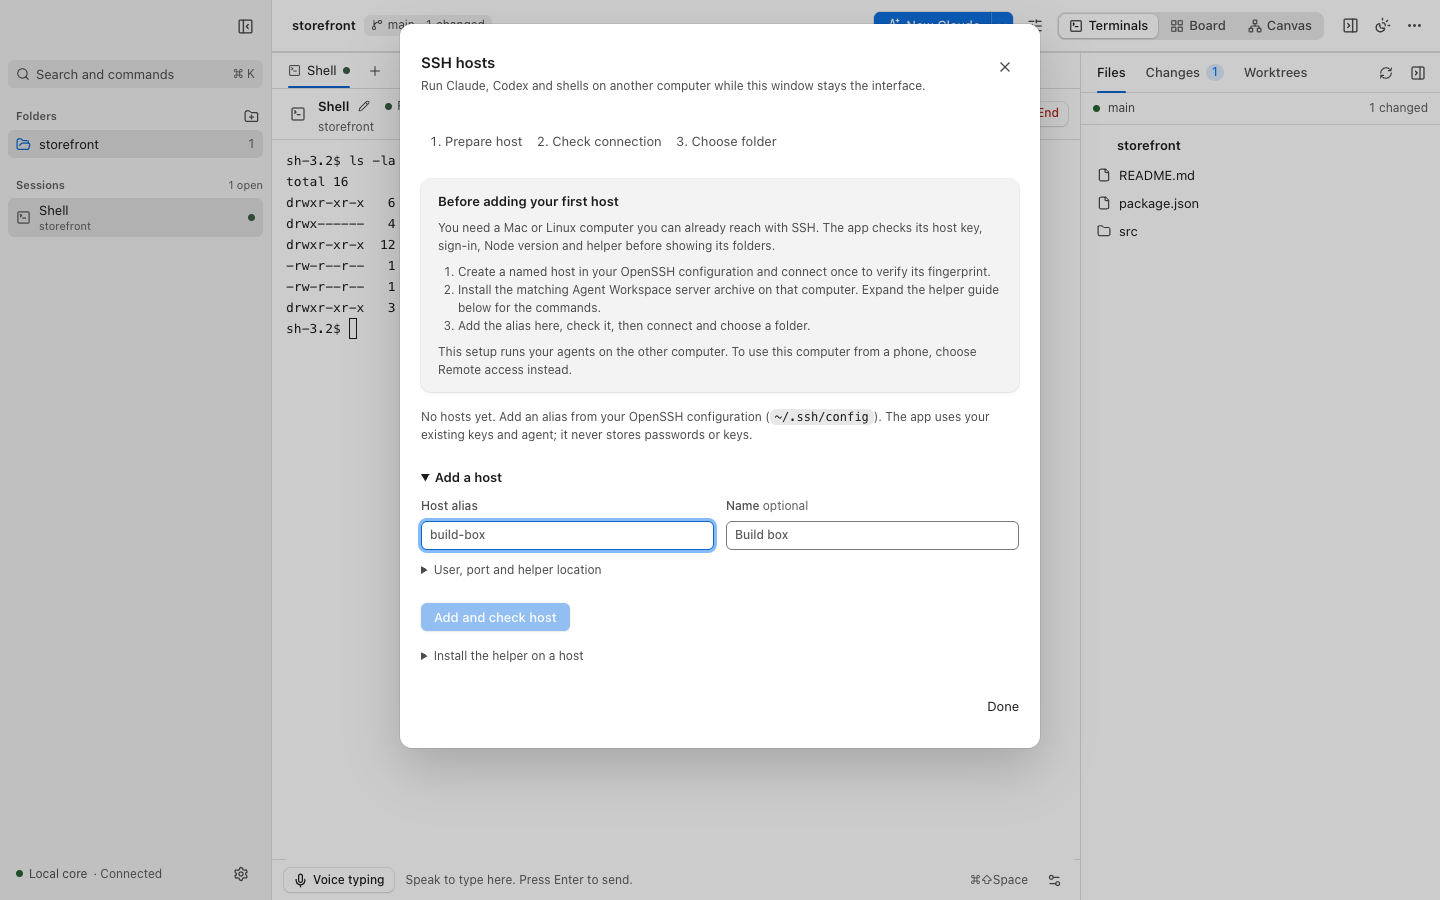 storefront
main · 1 changed
New Claude
Terminals
Board
Canvas
Search and commands
⌘ K
Folders
storefront
1
Sessions
1 open
Shell
storefront
Shell
Shell
storefront
End
sh-3.2$ ls -la
total 16
drwxr-xr-x 6
drwx------ 4
drwxr-xr-x 12
-rw-r--r-- 1
-rw-r--r-- 1
drwxr-xr-x 3
sh-3.2$
SSH hosts
Run Claude, Codex and shells on another computer while this window stays the interface.
1. Prepare host
2. Check connection
3. Choose folder
Before adding your first host
You need a Mac or Linux computer you can already reach with SSH. The app checks its host key,
sign-in, Node version and helper before showing its folders.
1. Create a named host in your OpenSSH configuration and connect once to verify its fingerprint.
2. Install the matching Agent Workspace server archive on that computer. Expand the helper guide
below for the commands.
3. Add the alias here, check it, then connect and choose a folder.
This setup runs your agents on the other computer. To use this computer from a phone, choose
Remote access instead.
No hosts yet. Add an alias from your OpenSSH configuration ( ~/.ssh/config ). The app uses your
existing keys and agent; it never stores passwords or keys.
Add a host
Host alias
Name optional
build-box
Build box
User, port and helper location
Add and check host
Install the helper on a host
Done
Files
Changes 1
Worktrees
main
1 changed
storefront
README.md
package.json
src
Local core · Connected
Voice typing
Speak to type here. Press Enter to send.
⌘⇧Space